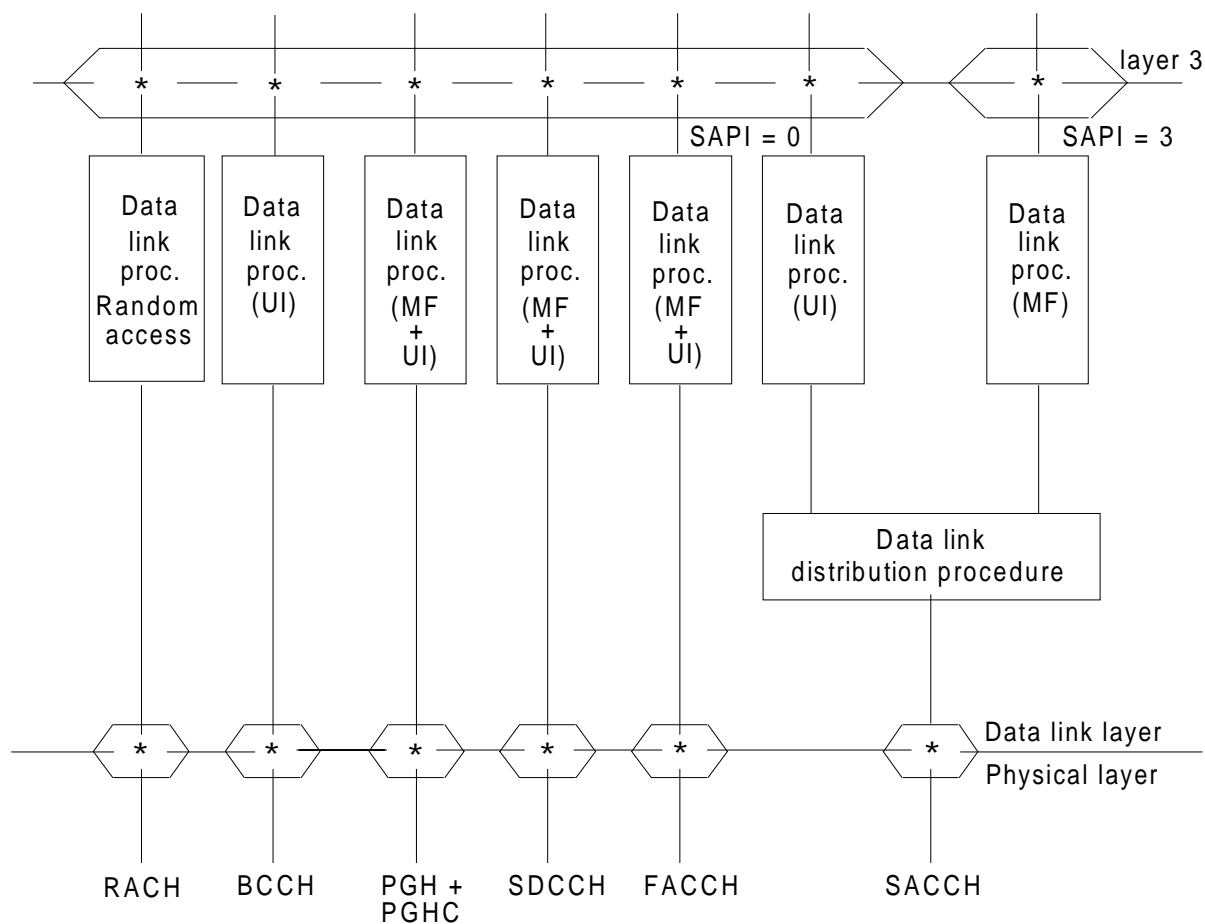 layer 3
* * * * * * *
SAPI = 0
SAPI = 3
Data
link
proc.
Random
access
Data
link
proc.
(UI)
Data
link
proc.
(MF
+
UI)
Data
link
proc.
(MF
+
UI)
Data
link
proc.
(MF
+
UI)
Data
link
proc.
(UI)
Data
link
proc.
(MF)
Data link
distribution procedure
Data link layer
* * * * * *
Physical layer
RACH
BCCH
PGH +
PGHC
SDCCH
FACCH
SACCH